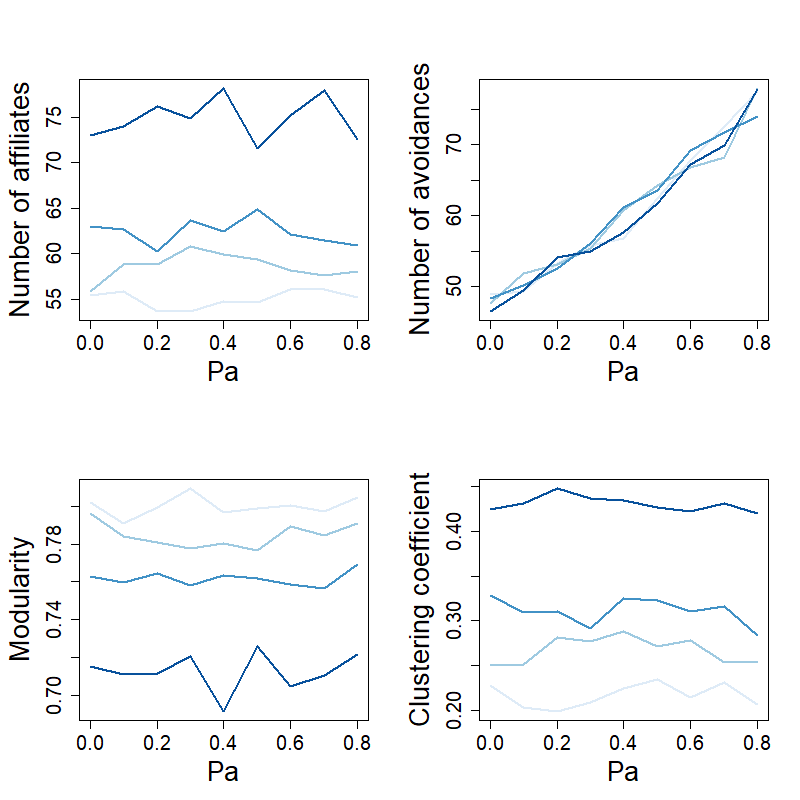 Number of affiliates
75
70
65
60
55
0.0 0.2 0.4 0.6 0.8
Pa
Number of avoidances
70
60
50
0.0 0.2 0.4 0.6 0.8
Pa
Modularity
0.78
0.74
0.70
0.0 0.2 0.4 0.6 0.8
Pa
Clustering coefficient
0.40
0.30
0.20
0.0 0.2 0.4 0.6 0.8
Pa